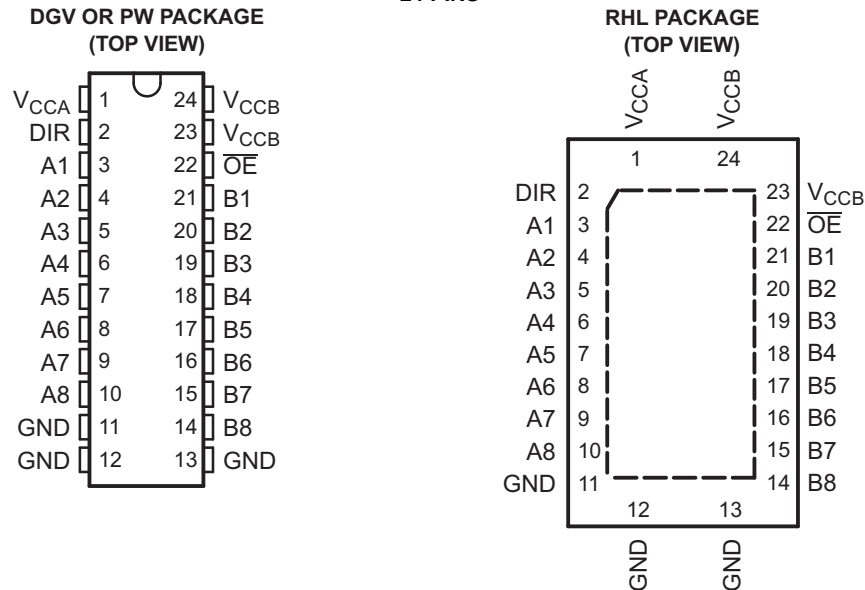 DGV OR PW PACKAGE
(TOP VIEW)
VCCA 1 24 VCCB
DIR 2 23 VCCB
A1 3 22 OE
A2 4 21 B1
A3 5 20 B2
A4 6 19 B3
A5 7 18 B4
A6 8 17 B5
A7 9 16 B6
A8 10 15 B7
GND 11 14 B8
GND 12 13 GND
RHL PACKAGE
(TOP VIEW)
VCCA VCCB
1 24
DIR 2 23 VCCB
A1 3 22 OE
A2 4 21 B1
A3 5 20 B2
A4 6 19 B3
A5 7 18 B4
A6 8 17 B5
A7 9 16 B6
A8 10 15 B7
GND 11 14 B8
12 13
GND GND